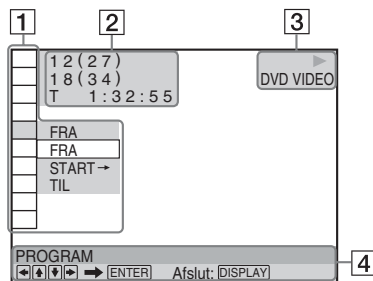 1
2
3
12(27)
18(34)
T 1:32:55
DVD VIDEO
FRA
FRA
START→
TIL
PROGRAM
ENTER Afslut: DISPLAY
4